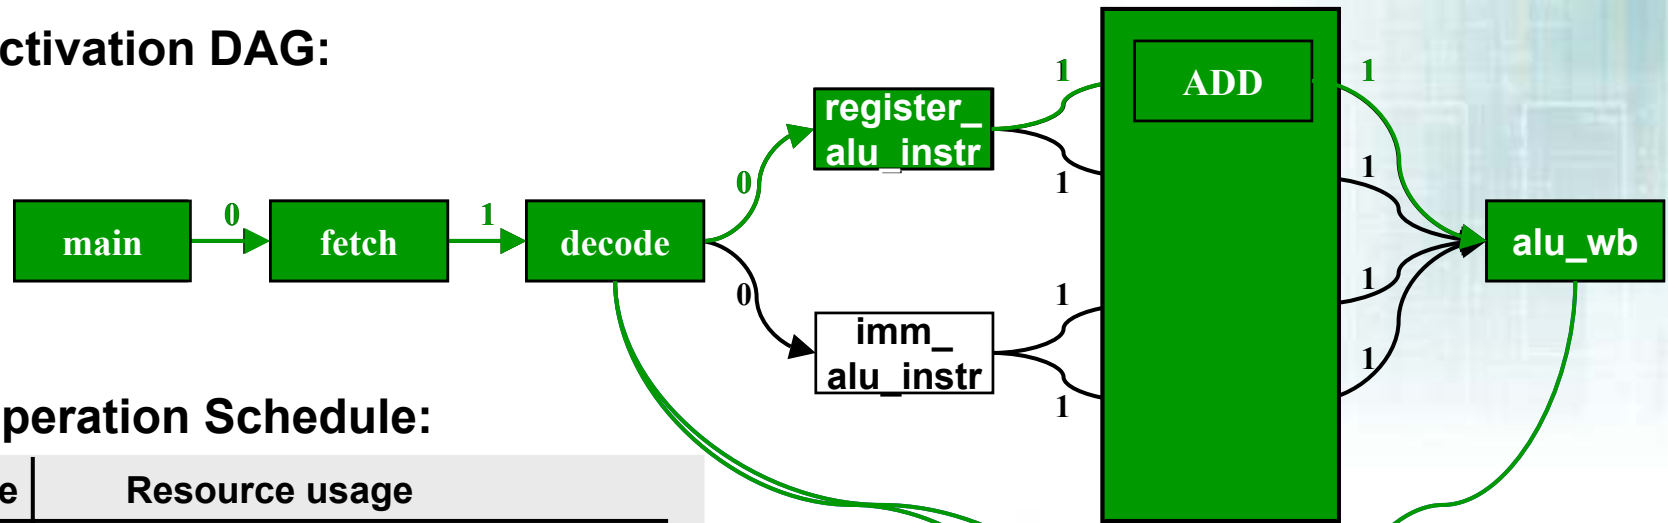 ctivation DAG:
1
ADD
1
register_
alu_instr
0
1
1
main
0
fetch
1
decode
alu_wb
0
1
1
imm_
alu_instr
1
1
peration Schedule:
e
Resource usage